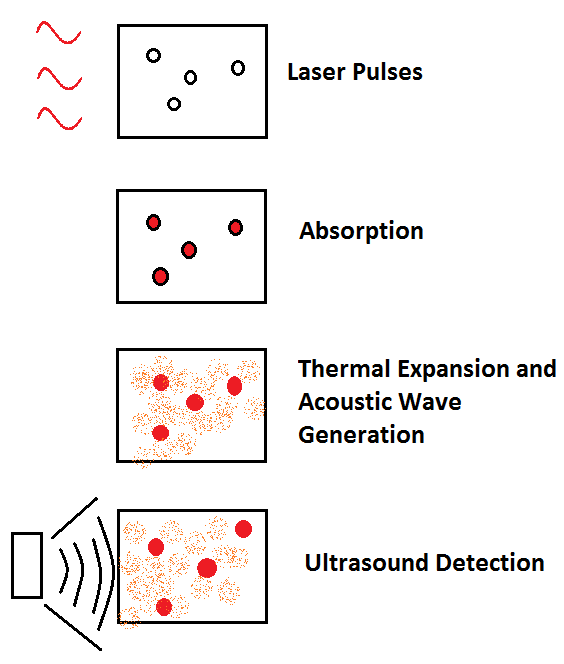 Laser Pulses
Absorption
Thermal Expansion and
Acoustic Wave
Generation
Ultrasound Detection